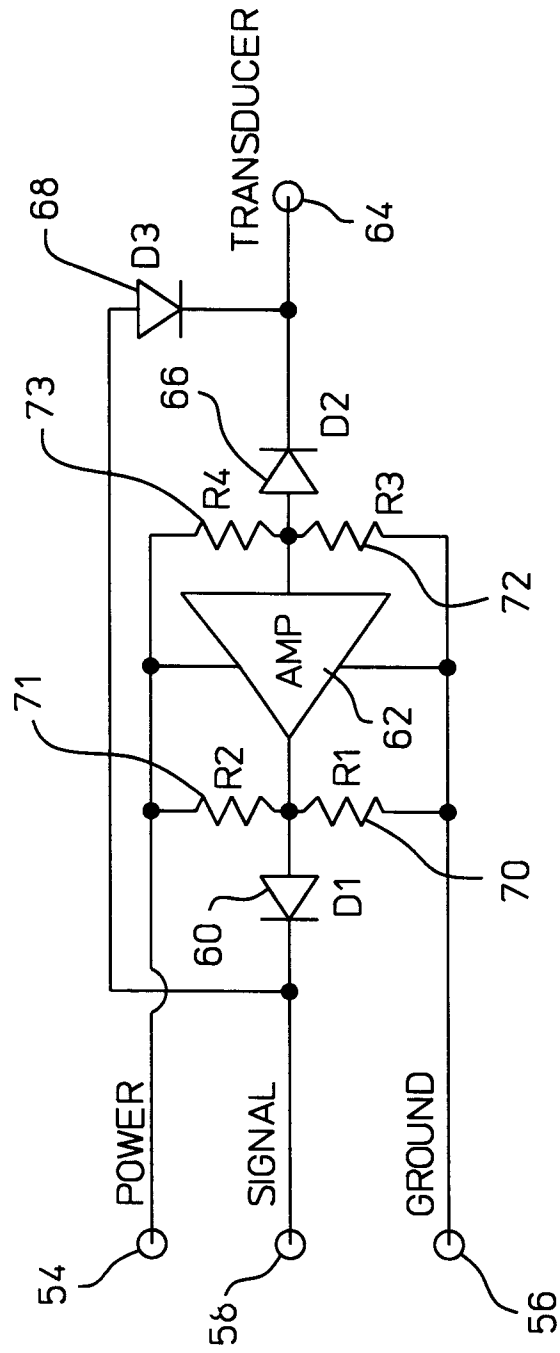 68
D3
TRANSDUCER
64
73
66
R4
D2
R3
72
71
AMP
62
R2
R1
60
D1
70
POWER
SIGNAL
GROUND
54
56
56